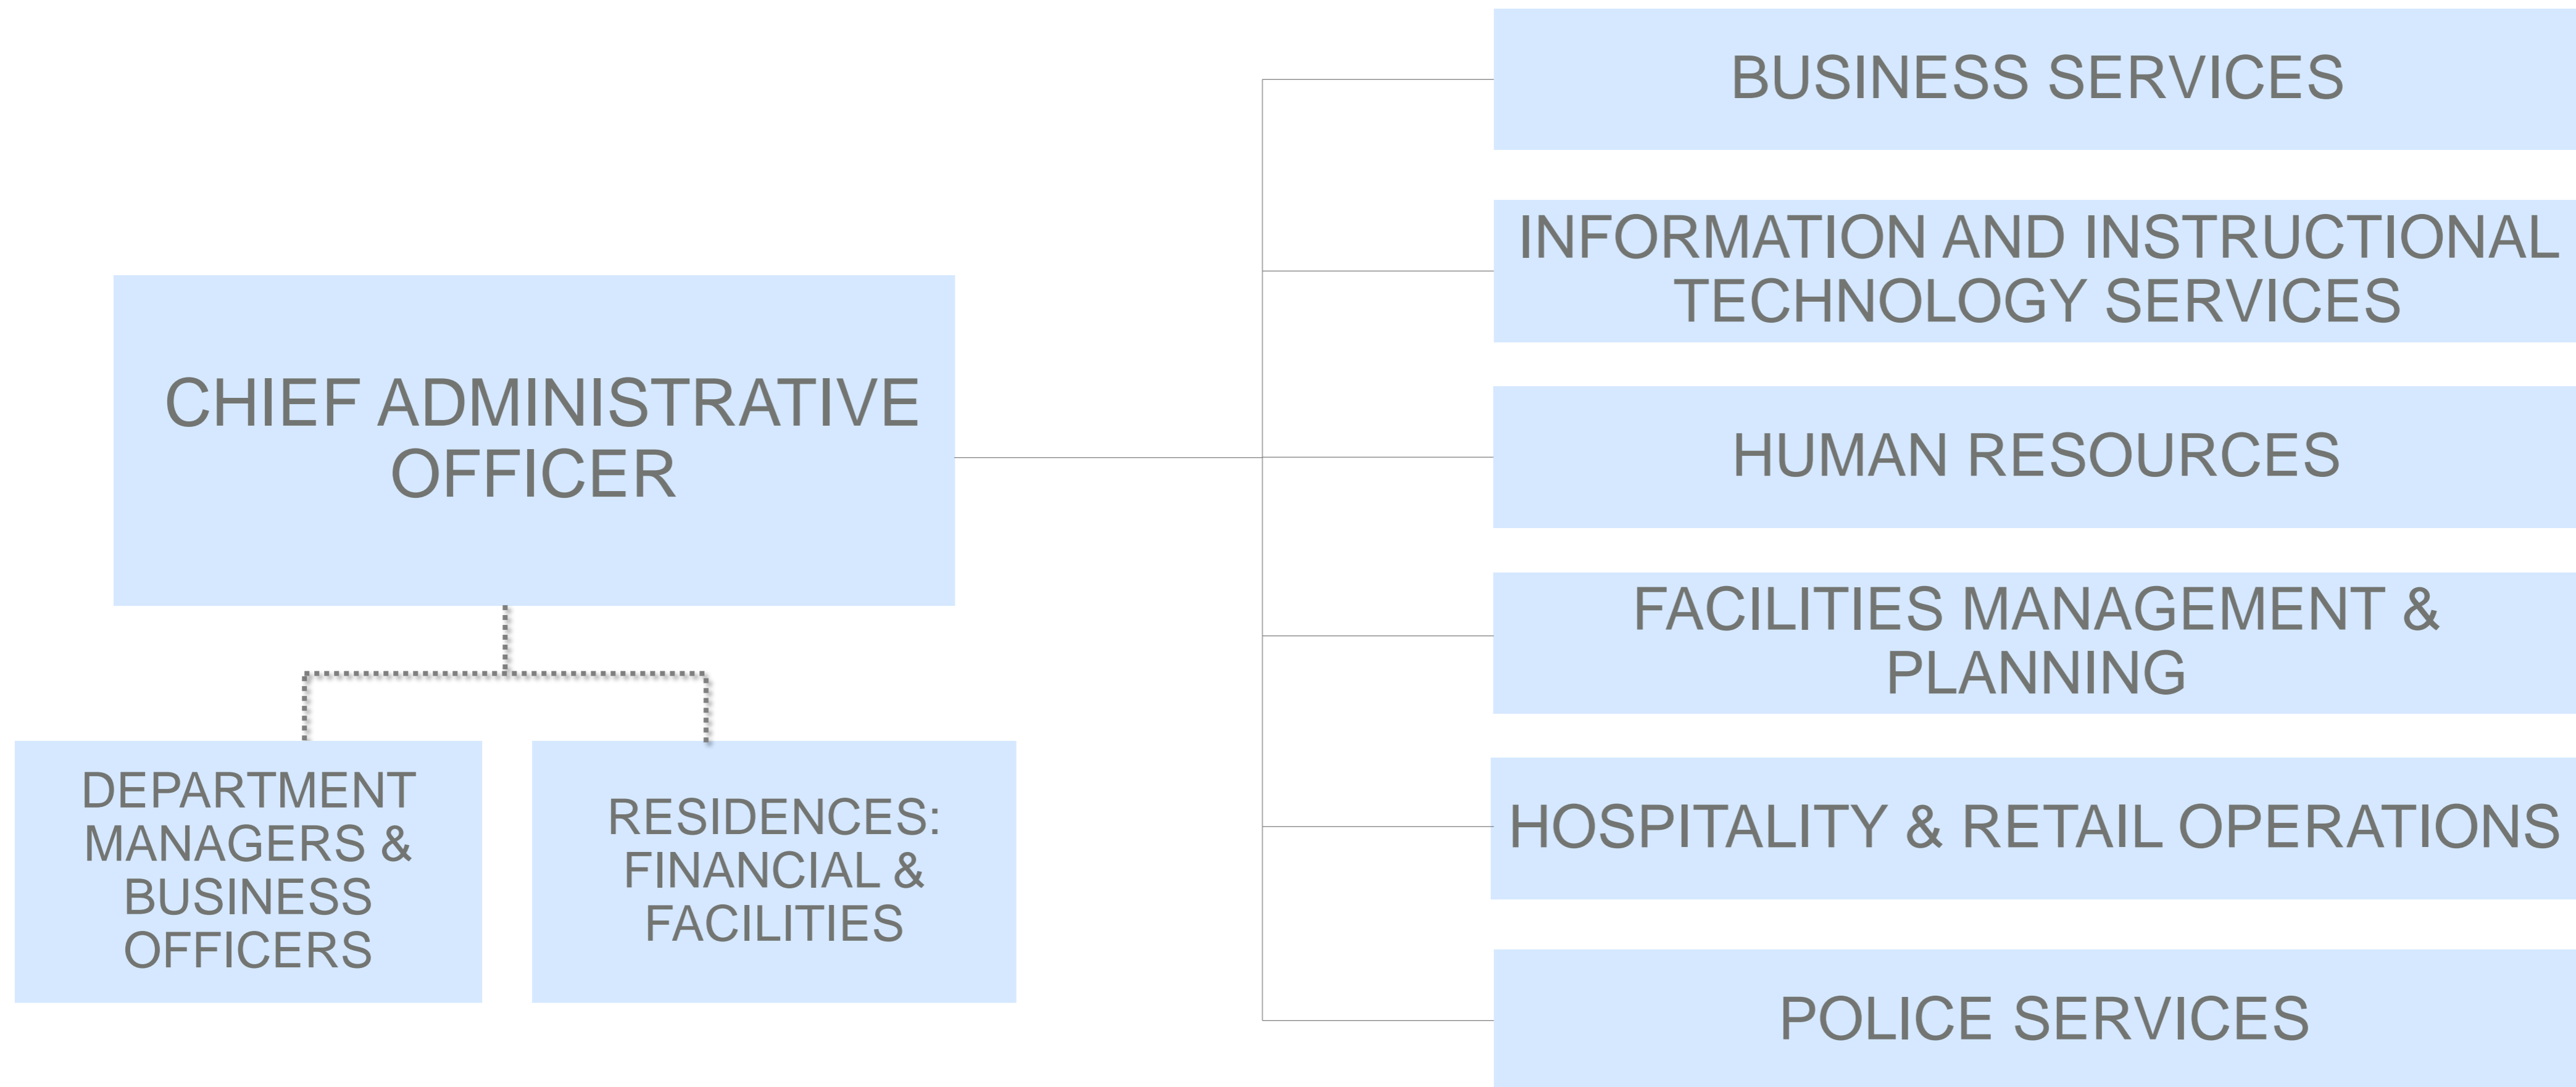 BUSINESS SERVICES
INFORMATION AND INSTRUCTIONAL
TECHNOLOGY SERVICES
CHIEF ADMINISTRATIVE
OFFICER
HUMAN RESOURCES
FACILITIES MANAGEMENT &
PLANNING
DEPARTMENT
MANAGERS &
BUSINESS
OFFICERS
RESIDENCES:
FINANCIAL &
FACILITIES
HOSPITALITY & RETAIL OPERATIONS
POLICE SERVICES